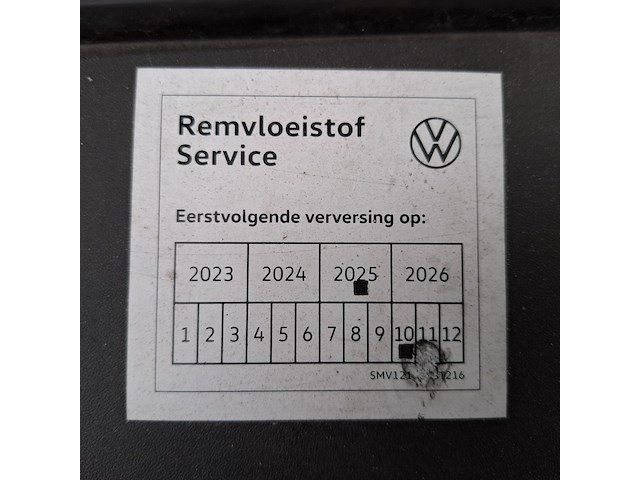 Remvloeistof
Service
Eerstvolgende verversing op:
2023 2024 2025 2026
1 2 3 4 5 6 7 8 9 10 11 12